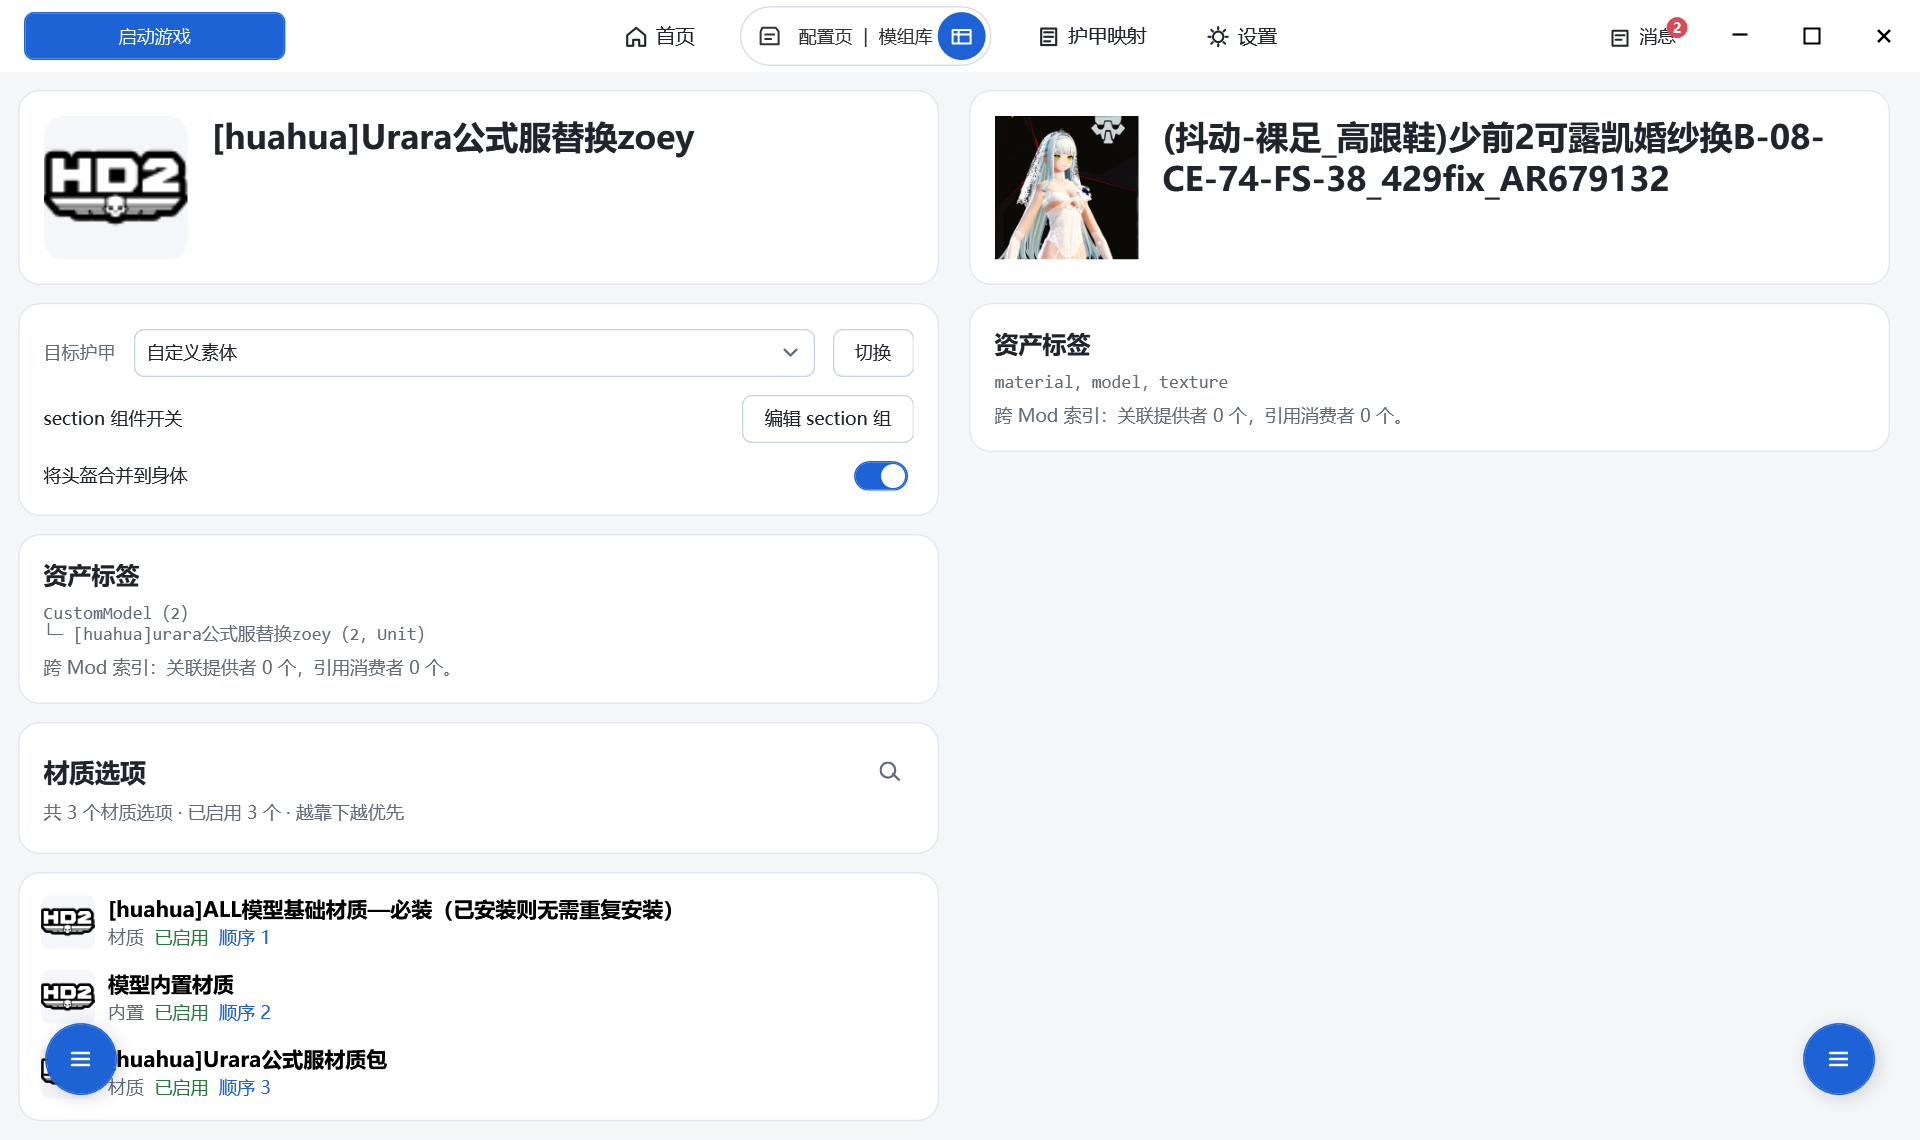 启动游戏
首页
配置页 | 模组库
护甲映射
设置
消息
2
HD2
[huahua]Urara公式服替换zoey
目标护甲
自定义素体
切换
section 组件开关
编辑 section 组
将头盔合并到身体
资产标签
CustomModel (2)
└─ [huahua]urara公式服替换zoey (2, Unit)
跨 Mod 索引：关联提供者 0 个，引用消费者 0 个。
材质选项
共 3 个材质选项 · 已启用 3 个 · 越靠下越优先
HD2
[huahua]ALL模型基础材质—必装（已安装则无需重复安装）
材质 已启用 顺序 1
HD2
模型内置材质
内置 已启用 顺序 2
huahua]Urara公式服材质包
材质 已启用 顺序 3
(抖动-裸足_高跟鞋)少前2可露凯婚纱换B-08-
CE-74-FS-38_429fix_AR679132
资产标签
material, model, texture
跨 Mod 索引：关联提供者 0 个，引用消费者 0 个。